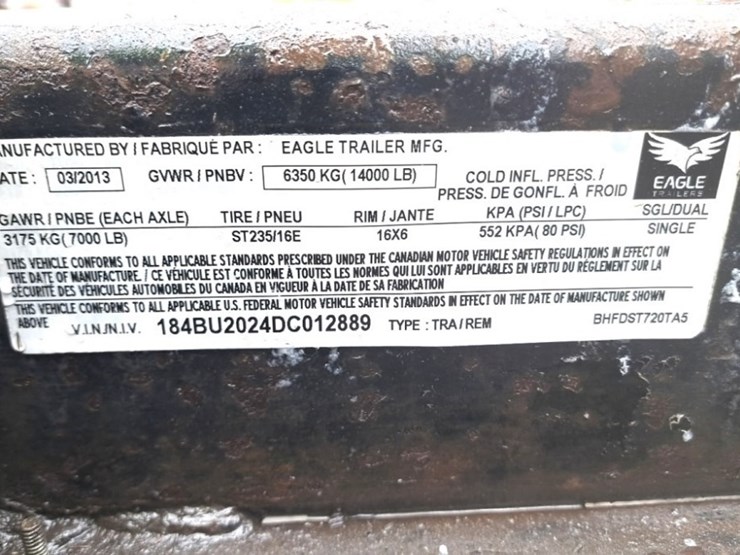 ANUFACTURED BY / FABRIQUÉ PAR : EAGLE TRAILER MFG.
ATE : 03/2013 GVWR / PNBV : 6350 KG( 14000 LB) COLD INFL. PRESS. / PRESS. DE GONFL. À FROID
EAGLE
TRAILERS
GAWR / PNBE (EACH AXLE) TIRE / PNEU RIM / JANTE KPA (PSI / LPC) SGL/DUAL
3175 KG( 7000 LB) ST235/16E 16X6 552 KPA( 80 PSI) SINGLE
THIS VEHICLE CONFORMS TO ALL APPLICABLE STANDARDS PRESCRIBED UNDER THE CANADIAN MOTOR VEHICLE SAFETY REGULATIONS IN EFFECT ON
THE DATE OF MANUFACTURE. / CE VÉHICULE EST CONFORME À TOUTES LES NORMES QUI LUI SONT APPLICABLES EN VERTU DU RÉGLEMENT SUR LA
SÉCURITÉ DES VÉHICULES AUTOMOBILES DU CANADA EN VIGUEUR À LA DATE DE SA FABRICATION
THIS VEHICLE CONFORMS TO ALL APPLICABLE U.S. FEDERAL MOTOR VEHICLE SAFETY STANDARDS IN EFFECT ON THE DATE OF MANUFACTURE SHOWN
ABOVE V.I.N./N.I.V. 184BU2024DC012889 TYPE : TRA / REM BHFDST720TA5